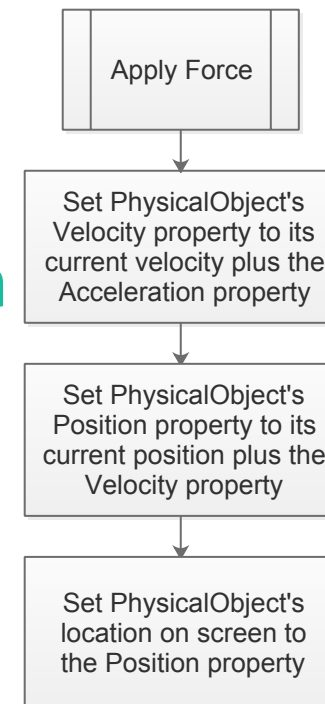 Apply Force
Set PhysicalObject's
Velocity property to its
current velocity plus the
Acceleration property
Set PhysicalObject's
Position property to its
current position plus the
Velocity property
Set PhysicalObject's
location on screen to
the Position property